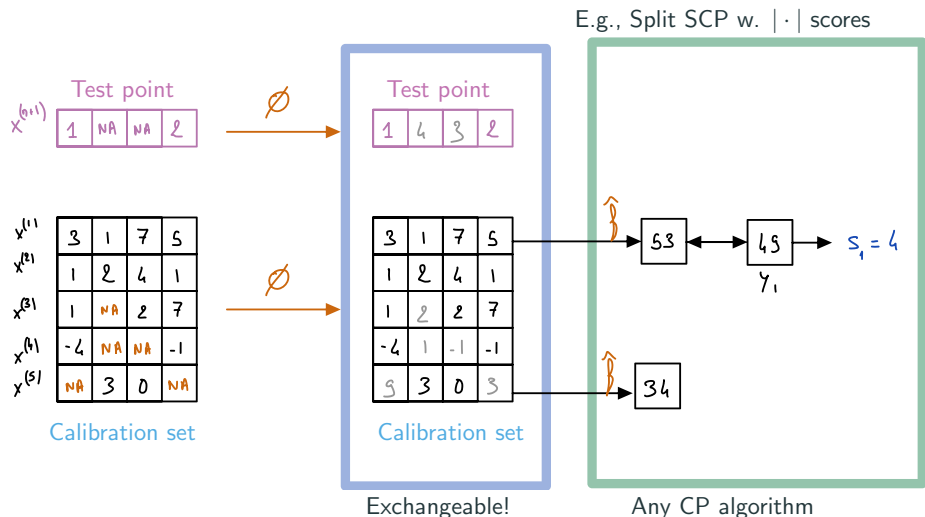 E.g., Split SCP w. | · | scores
Test point
Test point
x^(n+1)
1 NA NA 2
∅
1 4 3 2
x^(1) 3 1 7 5
3 1 7 5
f̂
53
49
s₁ = 4
y₁
x^(2) 1 2 4 1
1 2 4 1
x^(3) 1 NA 2 7
∅
1 2 2 7
x^(4) -4 NA NA -1
-4 1 -1 -1
x^(5) NA 3 0 NA
9 3 0 3
f̂
34
Calibration set
Calibration set
Exchangeable!
Any CP algorithm